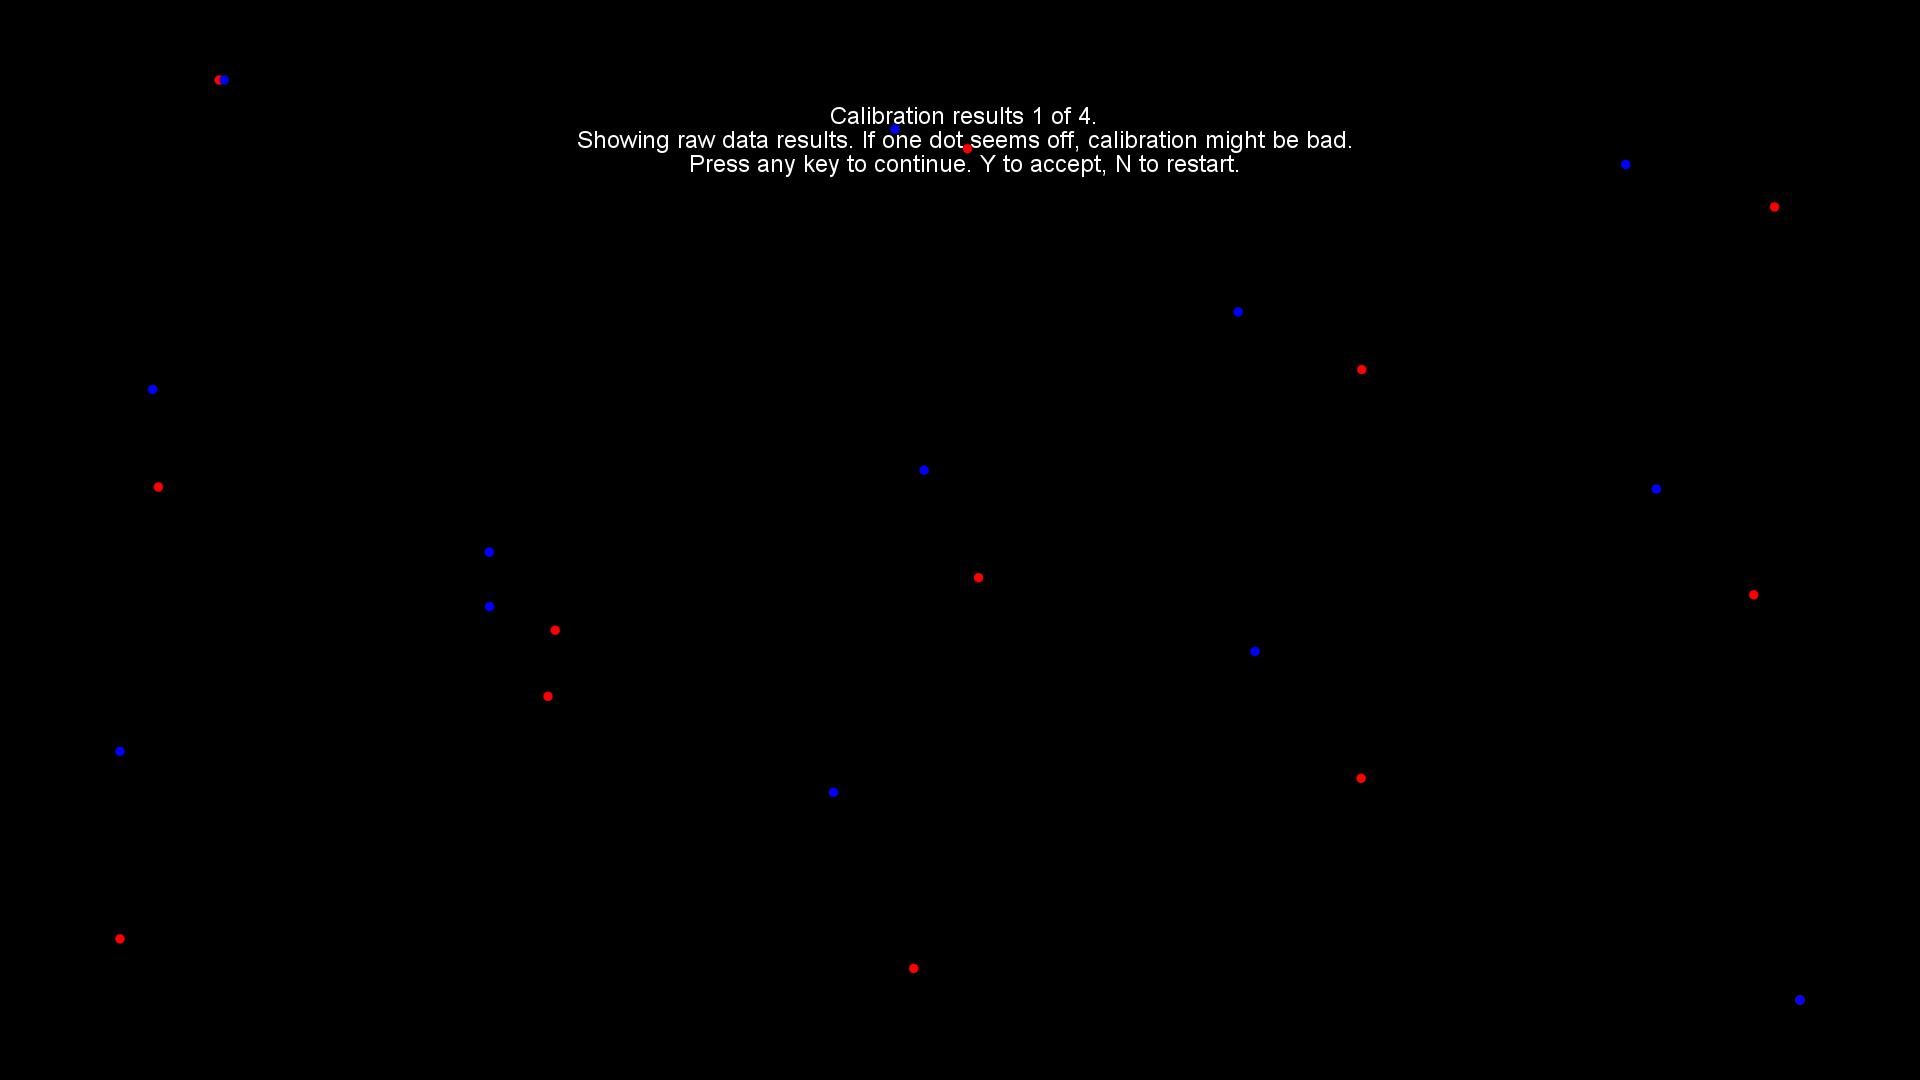 Calibration results 1 of 4.
Showing raw data results. If one dot seems off, calibration might be bad.
Press any key to continue. Y to accept, N to restart.